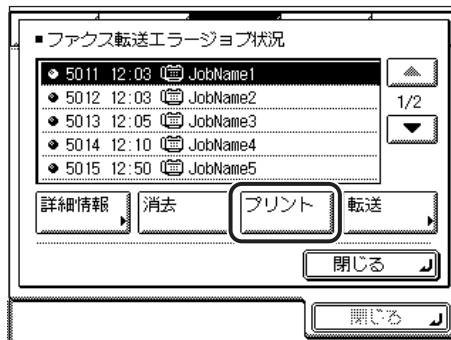 ■ファクス転送エラージョブ状況
5011 12:03 JobName1
5012 12:03 JobName2
5013 12:05 JobName3
5014 12:10 JobName4
5015 12:50 JobName5
1/2
詳細情報 消去 プリント 転送
閉じる
閉じる